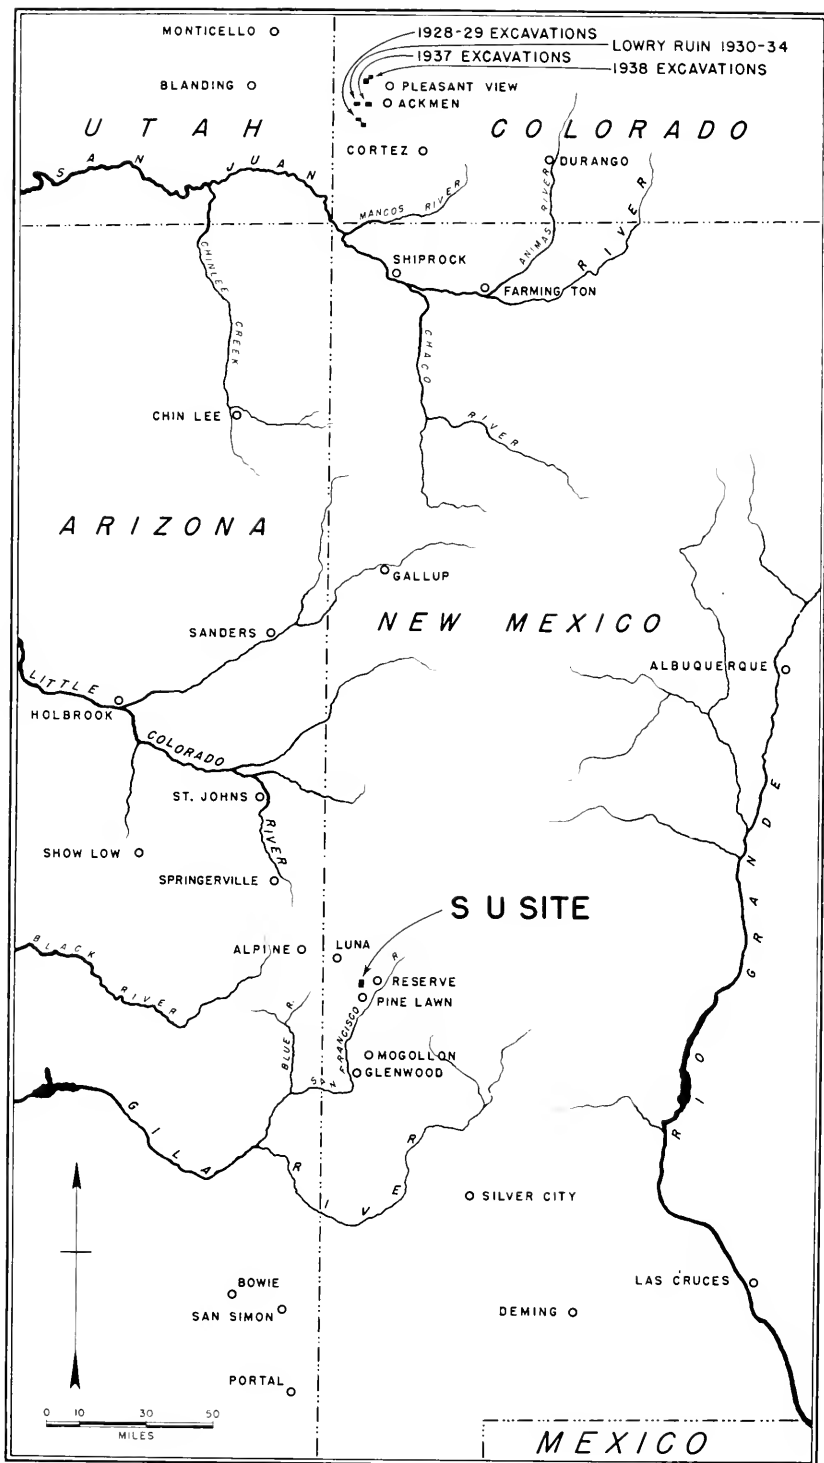 MONTICELLO
1928-29 EXCAVATIONS
LOWRY RUIN 1930-34
1937 EXCAVATIONS
1938 EXCAVATIONS
BLANDING
PLEASANT VIEW
ACKMEN
UTAH
COLORADO
CORTEZ
DURANGO
SAN JUAN
MANCOS RIVER
ANIMAS RIVER
RIVER
CHINLEE CREEK
SHIPROCK
FARMINGTON
CHACO RIVER
CHIN LEE
ARIZONA
GALLUP
NEW MEXICO
SANDERS
ALBUQUERQUE
LITTLE COLORADO RIVER
HOLBROOK
ST. JOHNS
SHOW LOW
SPRINGERVILLE
RIO GRANDE
S U SITE
BLACK RIVER
ALPINE
LUNA
RESERVE
PINE LAWN
BLUE R.
SAN FRANCISCO R.
MOGOLLON
GLENWOOD
GILA RIVER
SILVER CITY
BOWIE
SAN SIMON
LAS CRUCES
DEMING
PORTAL
0 10 30 50
MILES
MEXICO